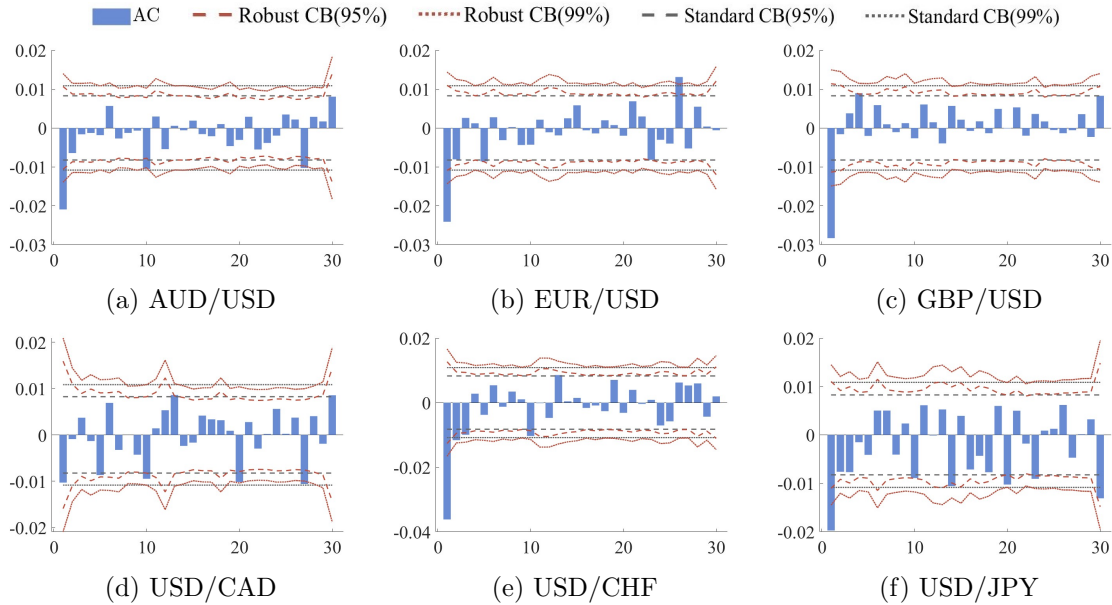 AC Robust CB(95%) Robust CB(99%) Standard CB(95%) Standard CB(99%)
0.02
0.01
0
-0.01
-0.02
-0.03
0 10 20 30
(a) AUD/USD
0.02
0.01
0
-0.01
-0.02
-0.03
0 10 20 30
(b) EUR/USD
0.02
0.01
0
-0.01
-0.02
-0.03
0 10 20 30
(c) GBP/USD
0.02
0.01
0
-0.01
-0.02
0 10 20 30
(d) USD/CAD
0.02
0
-0.02
-0.04
0 10 20 30
(e) USD/CHF
0.02
0.01
0
-0.01
-0.02
0 10 20 30
(f) USD/JPY